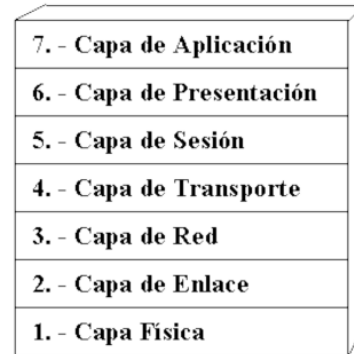 7. - Capa de Aplicación
6. - Capa de Presentación
5. - Capa de Sesión
4. - Capa de Transporte
3. - Capa de Red
2. - Capa de Enlace
1. - Capa Física